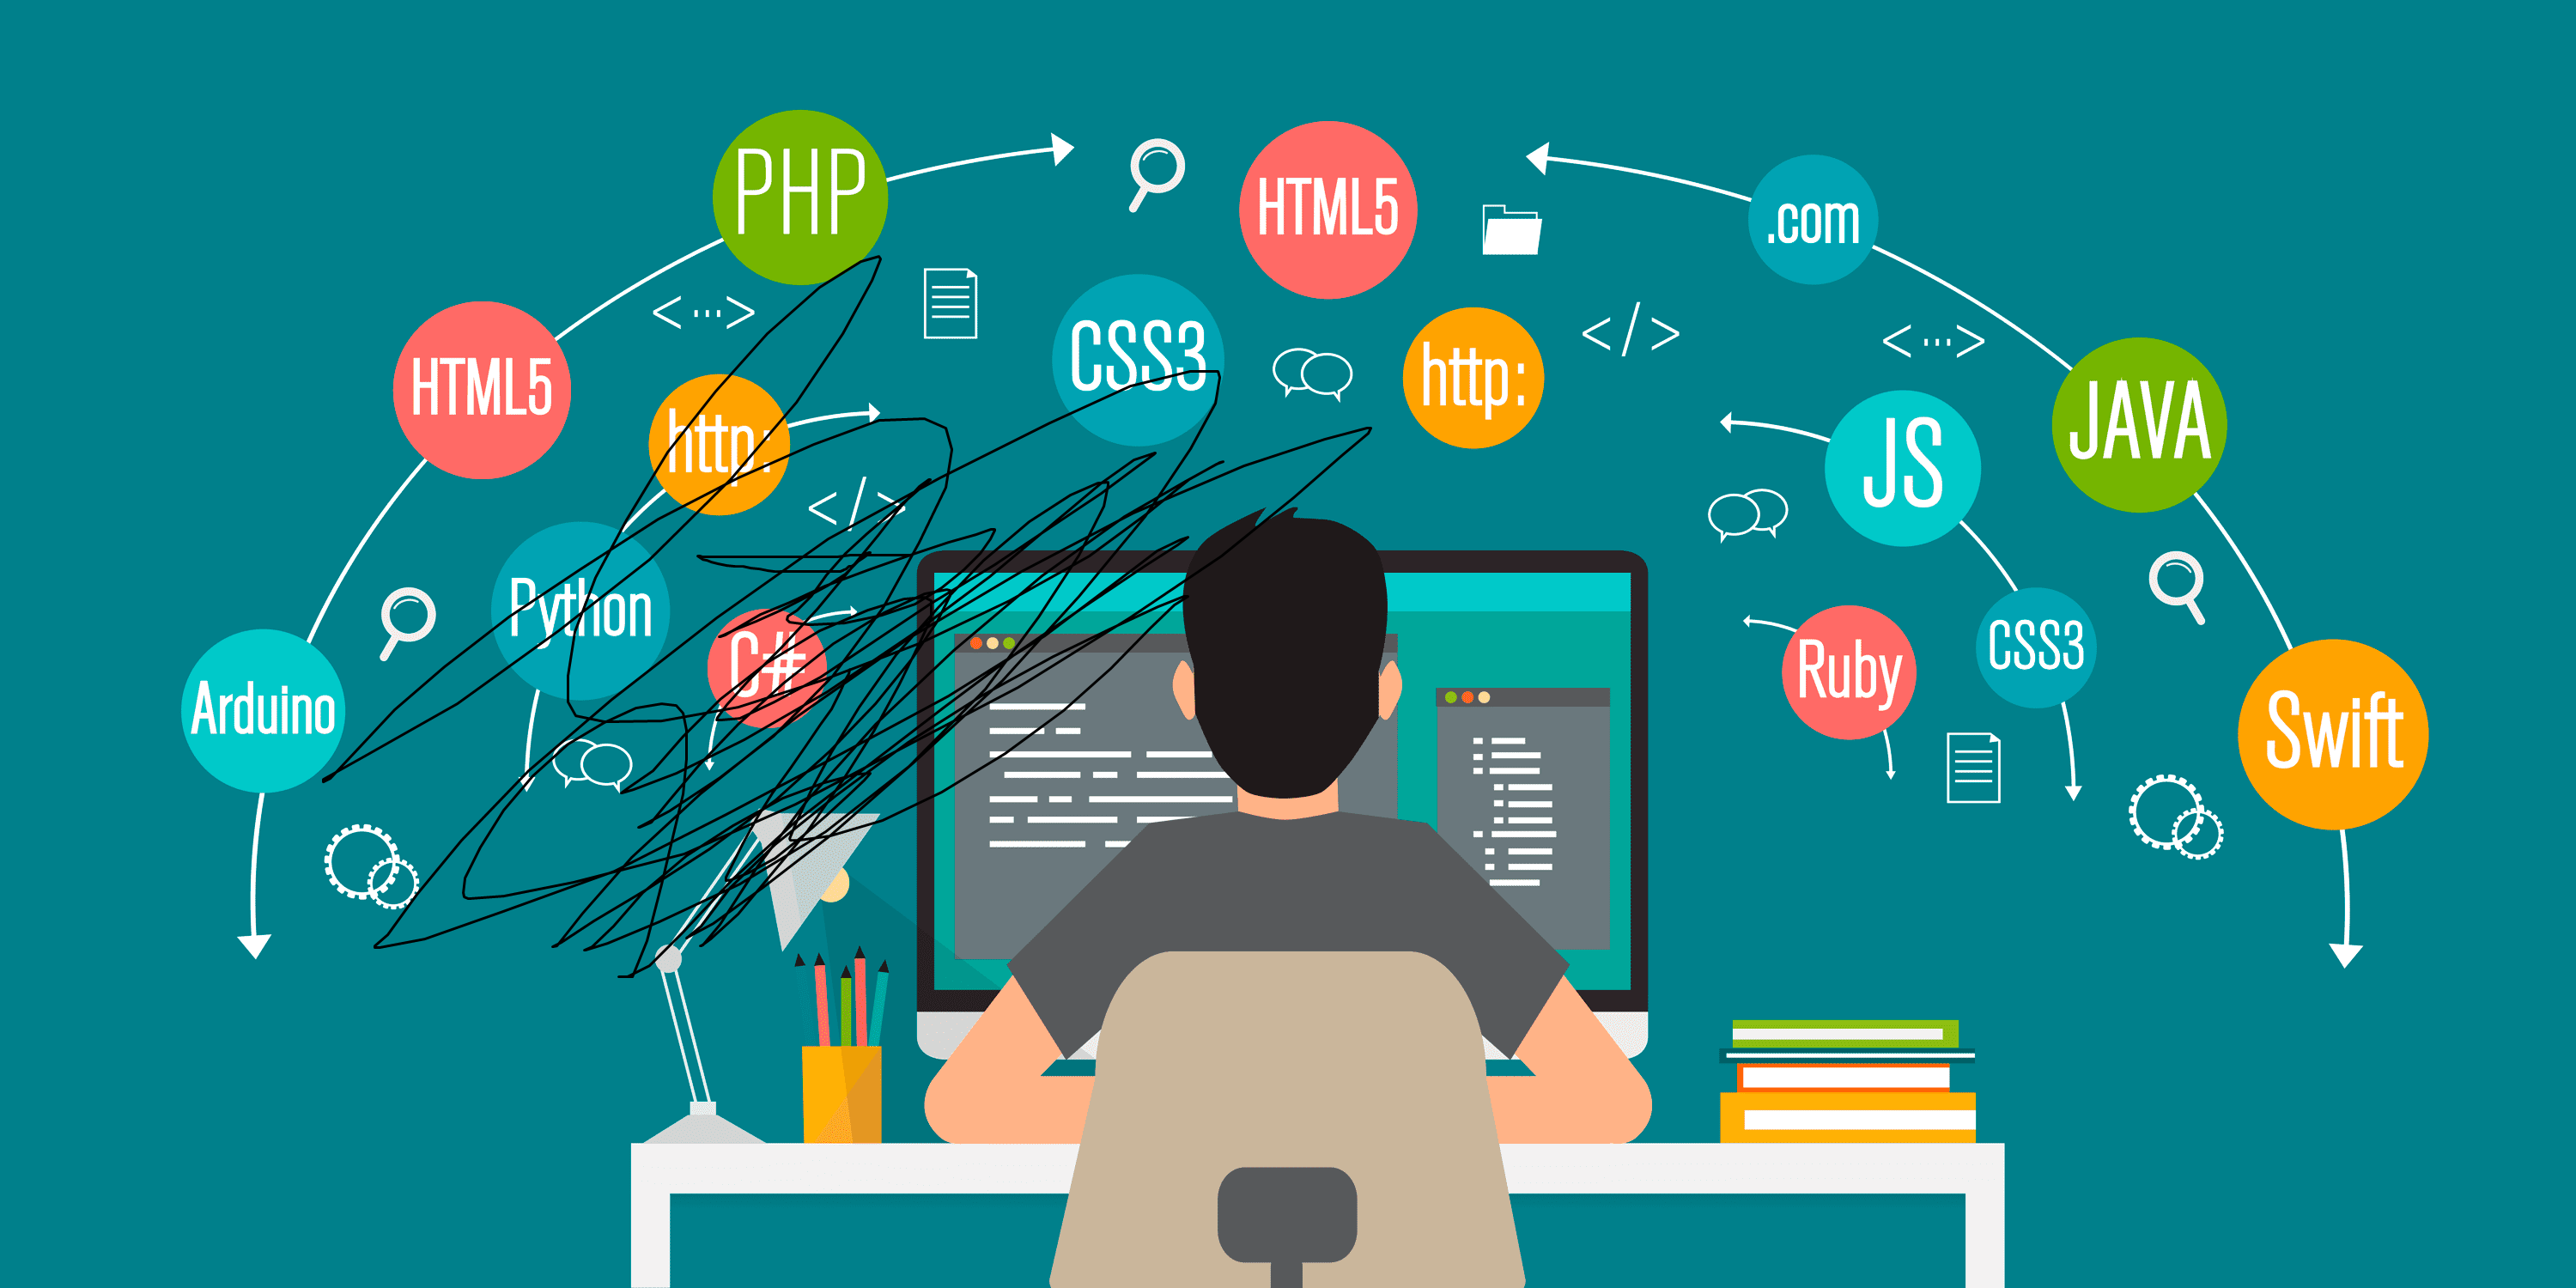 PHP
HTML5
.com
CSS3
http:
</>
<...>
<...>
HTML5
http:
JAVA
JS
</>
Python
C#
Ruby
CSS3
Arduino
Swift